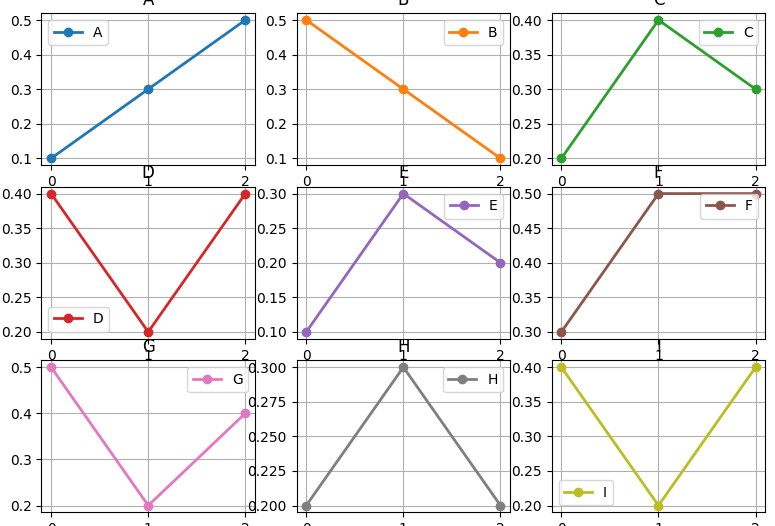 A B C
0.5 0.5 0.40
A B C
0.4 0.4 0.35
0.3 0.3 0.30
0.2 0.2 0.25
0.1 0.1 0.20
0 1 2 0 1 2 0 1 2
D E F
0.40 0.30 0.50
E F
0.35 0.25 0.45
0.30 0.20 0.40
0.25 0.15 0.35
D
0.20 0.10 0.30
0 1 2 0 1 2 0 1 2
G H I
0.5 0.300 0.40
G H
0.275 0.35
0.4 0.250 0.30
0.3 0.225 0.25
I
0.2 0.200 0.20
0 1 2 0 1 2 0 1 2